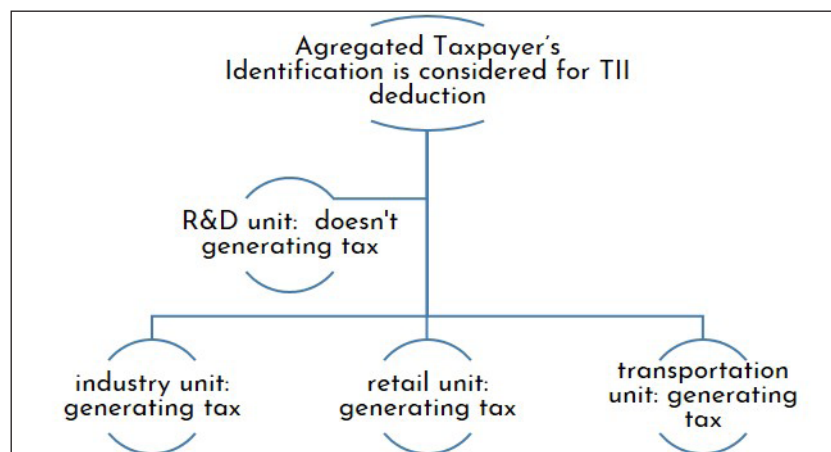 Agregated Taxpayer's
Identification is considered for TII
deduction
R&D unit: doesn't
generating tax
industry unit:
generating tax
retail unit:
generating tax
transportation
unit: generating
tax